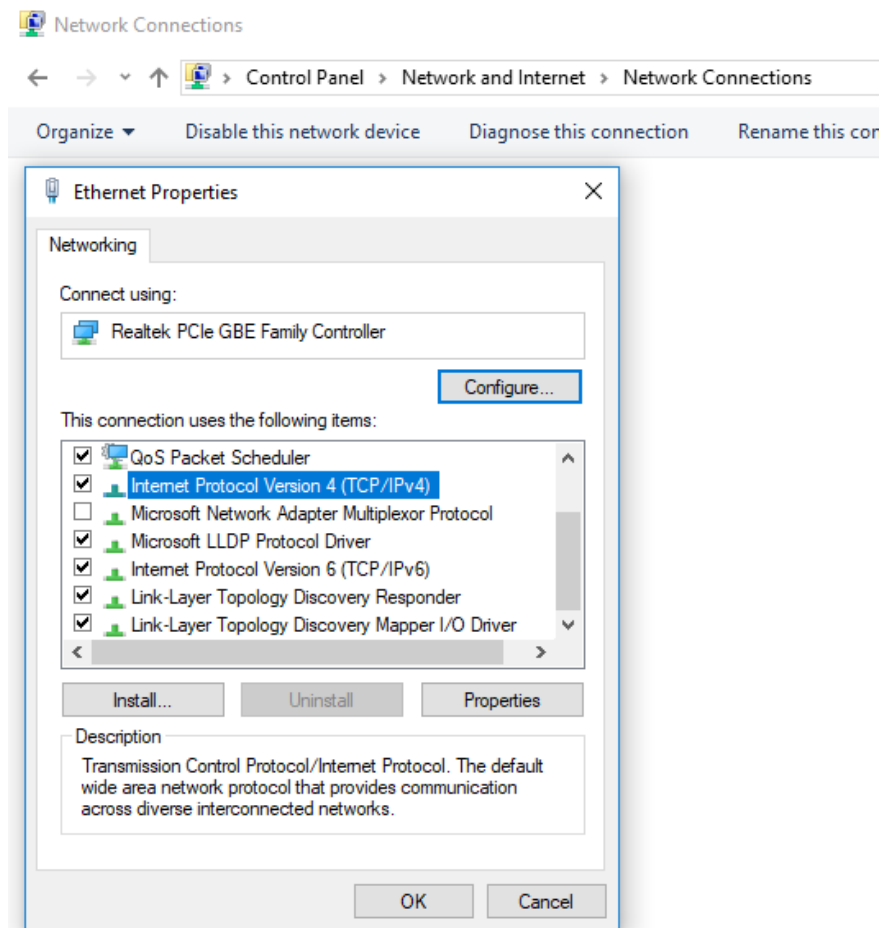 Network Connections
Control Panel > Network and Internet > Network Connections
Organize Disable this network device Diagnose this connection Rename this cor
Ethernet Properties
Networking
Connect using:
Realtek PCIe GBE Family Controller
Configure...
This connection uses the following items:
QoS Packet Scheduler
Internet Protocol Version 4 (TCP/IPv4)
Microsoft Network Adapter Multiplexor Protocol
Microsoft LLDP Protocol Driver
Internet Protocol Version 6 (TCP/IPv6)
Link-Layer Topology Discovery Responder
Link-Layer Topology Discovery Mapper I/O Driver
Install... Uninstall Properties
Description
Transmission Control Protocol/Internet Protocol. The default
wide area network protocol that provides communication
across diverse interconnected networks.
OK Cancel